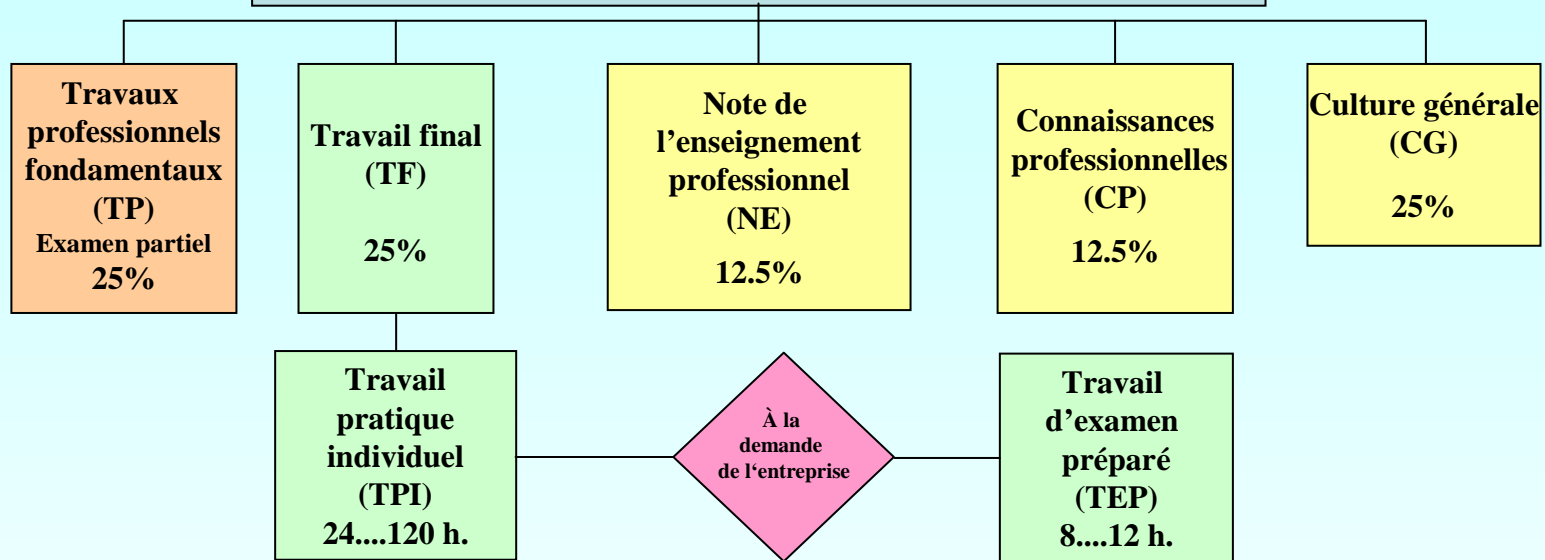 Travaux
professionnels
fondamentaux
(TP)
Examen partiel
25%
Travail final
(TF)
25%
Note de
l’enseignement
professionnel
(NE)
12.5%
Connaissances
professionnelles
(CP)
12.5%
Culture générale
(CG)
25%
Travail
pratique
individuel
(TPI)
24....120 h.
À la
demande
de l‘entreprise
Travail
d’examen
préparé
(TEP)
8....12 h.